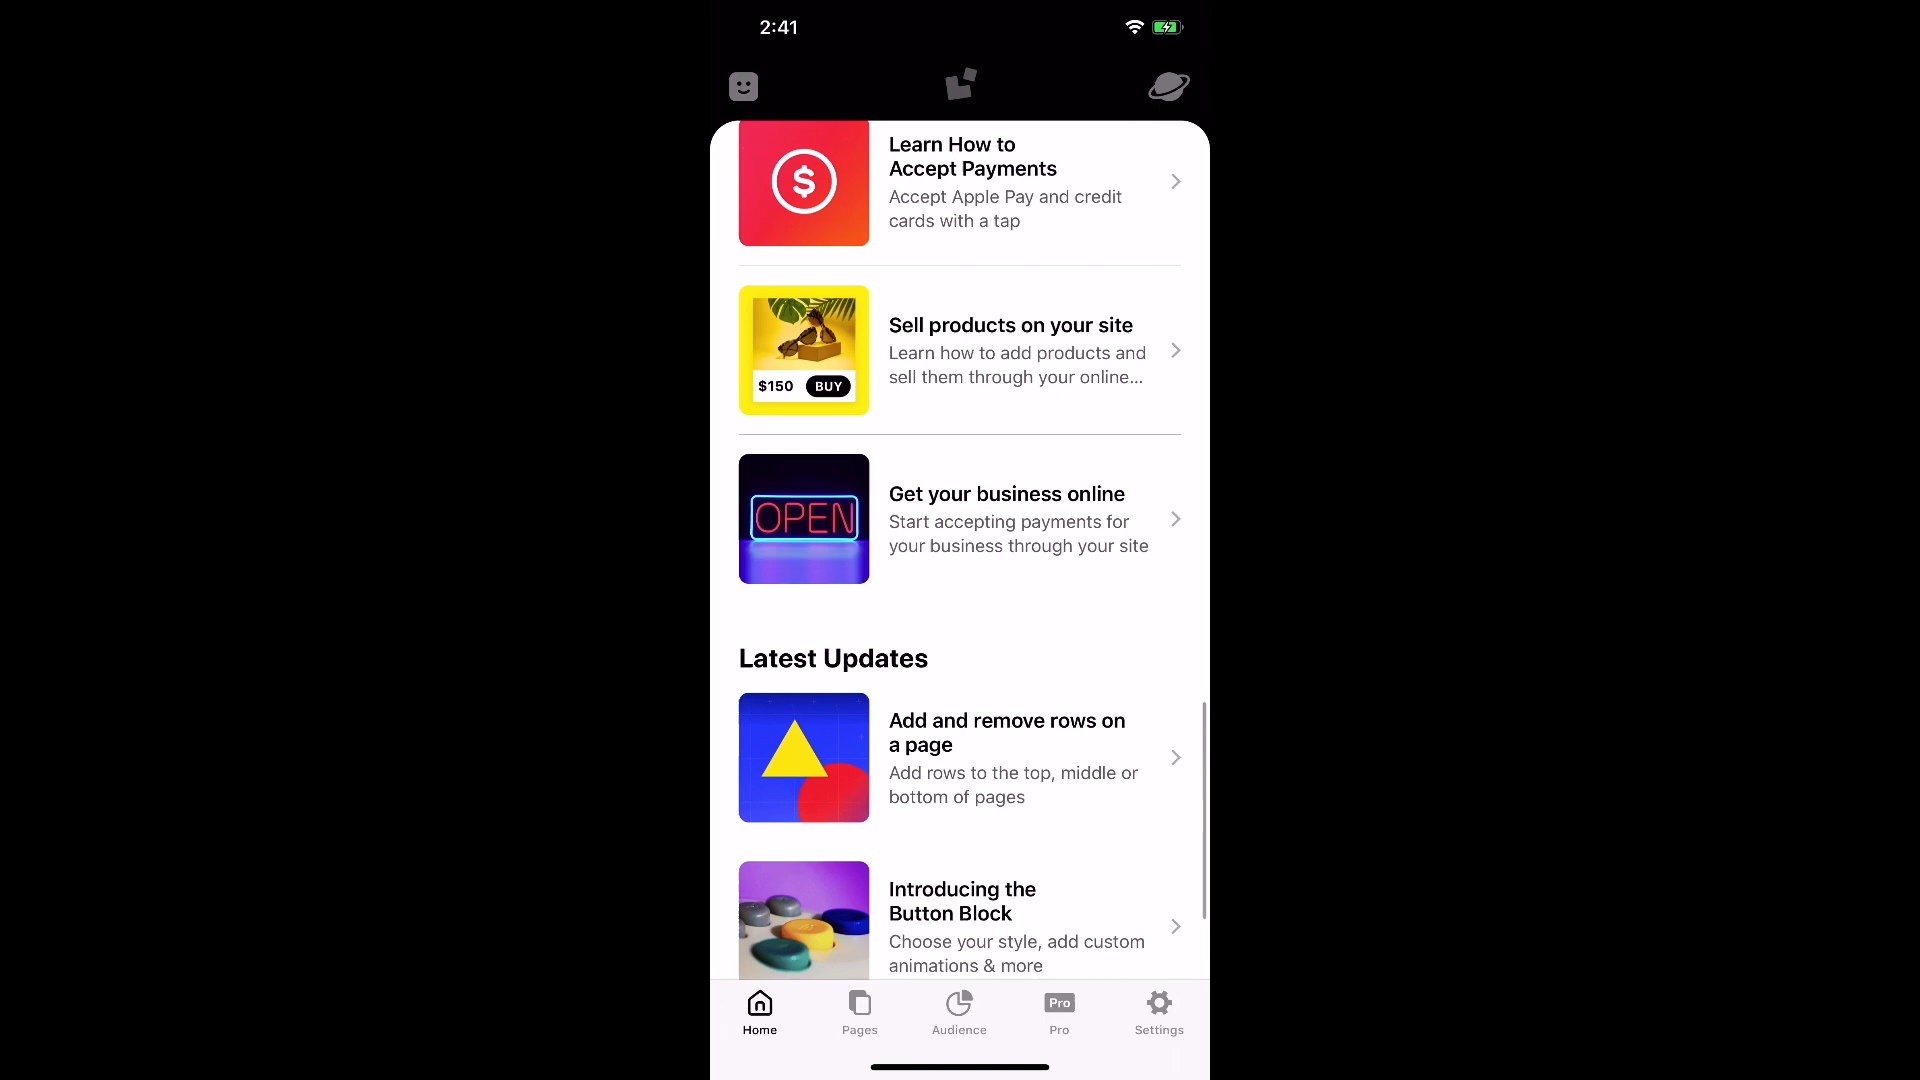 2:41
Learn How to
Accept Payments
Accept Apple Pay and credit
cards with a tap
$
Sell products on your site
Learn how to add products and
sell them through your online...
$150 BUY
Get your business online
Start accepting payments for
your business through your site
OPEN
Latest Updates
Add and remove rows on
a page
Add rows to the top, middle or
bottom of pages
Introducing the
Button Block
Choose your style, add custom
animations & more
Pro
Home Pages Audience Pro Settings